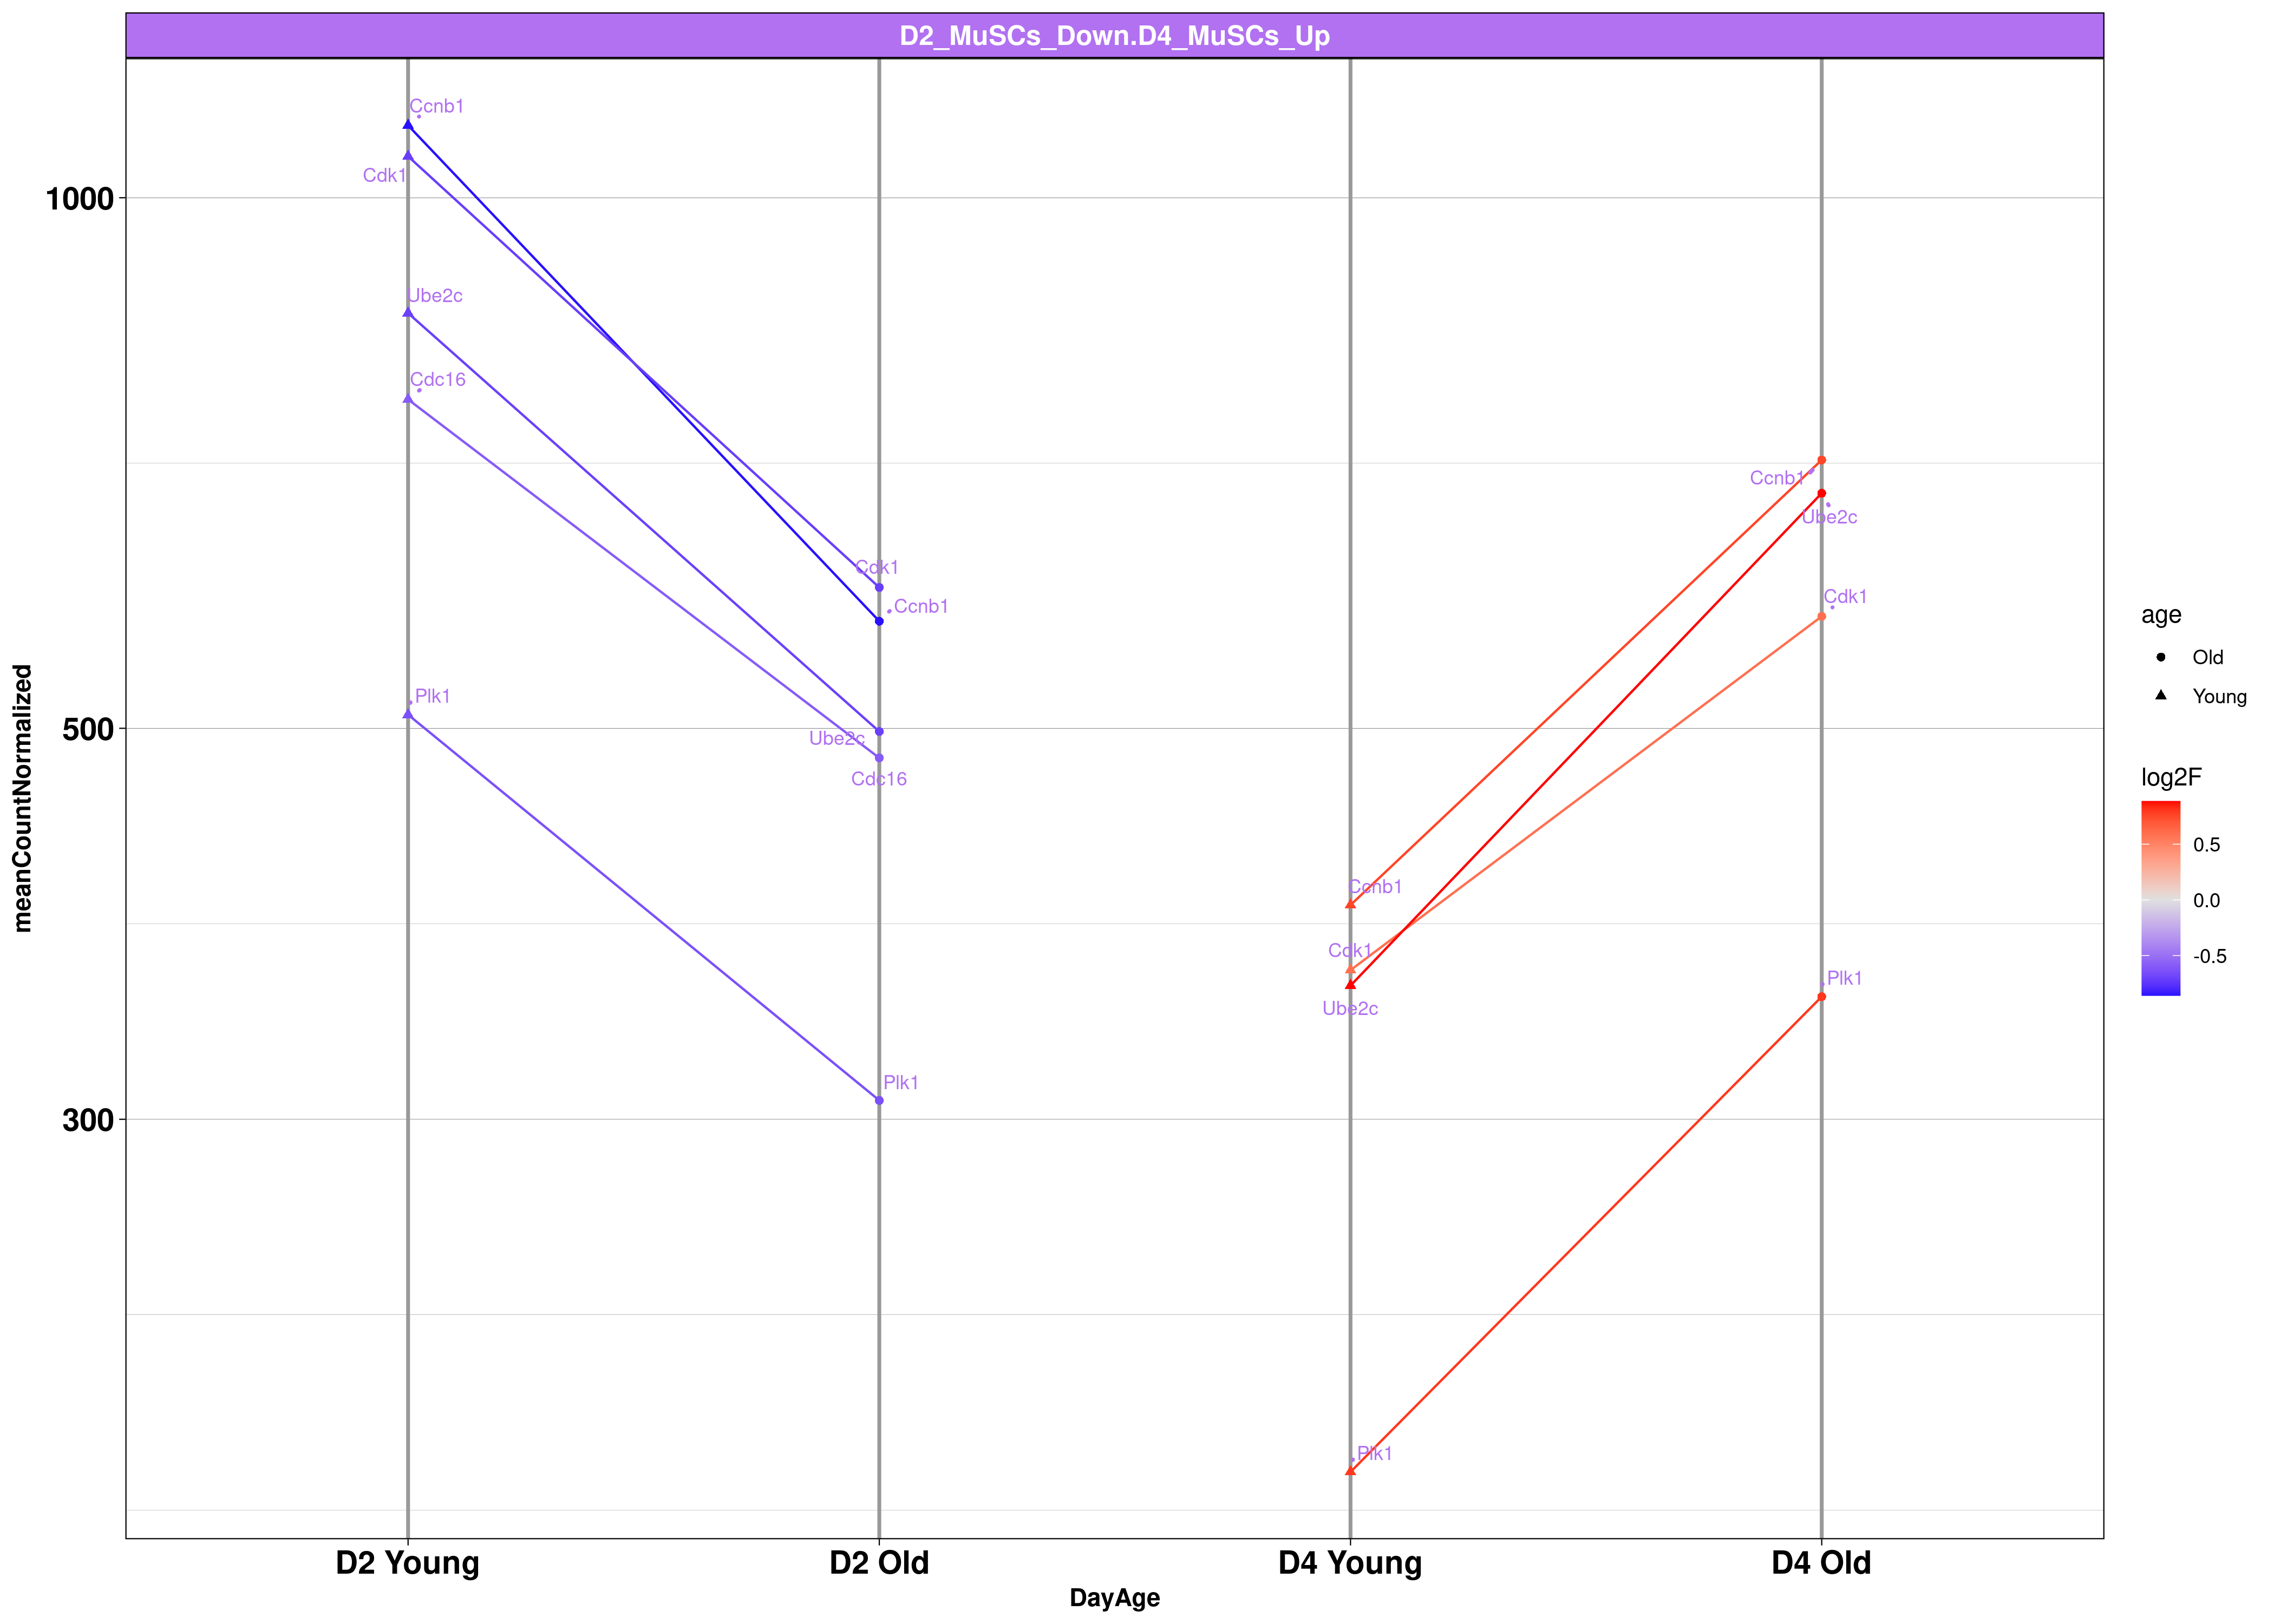 D2_MuSCs_Down.D4_MuSCs_Up
meanCountNormalized
1000
500
300
Ccnb1
Cdk1
Ube2c
Cdc16
Plk1
Cdk1
Ccnb1
Ube2c
Cdc16
Plk1
Ccnb1
Cdk1
Ube2c
Plk1
Ccnb1
Ube2c
Cdk1
Plk1
D2 Young
D2 Old
D4 Young
D4 Old
DayAge
age
Old
Young
log2F
0.5
0.0
-0.5